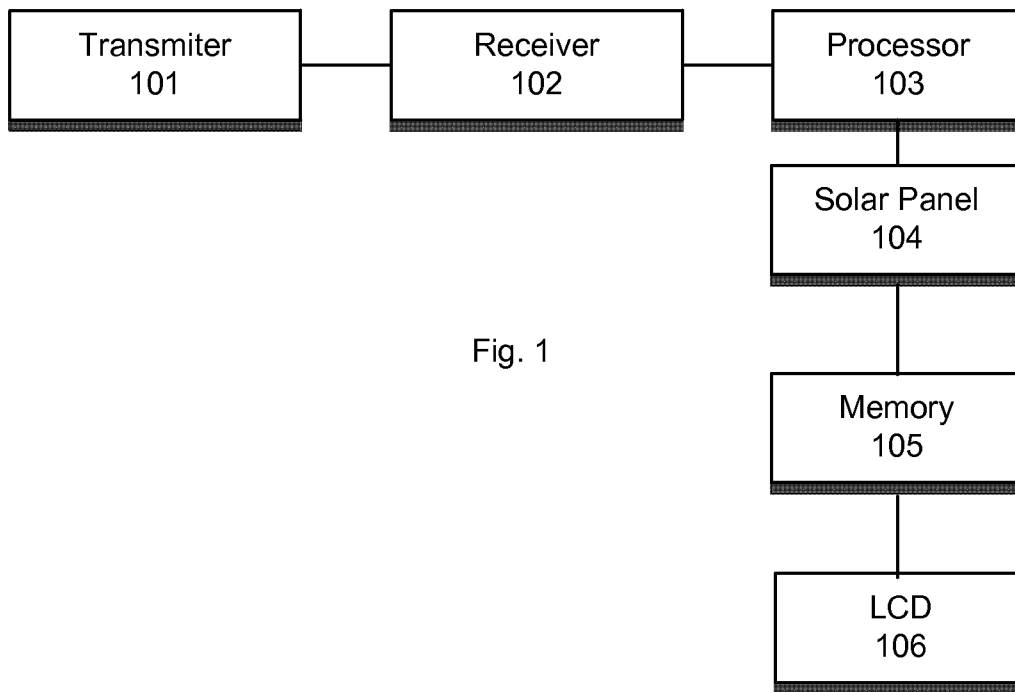 Transmiter
101
Receiver
102
Processor
103
Solar Panel
104
Fig. 1
Memory
105
LCD
106